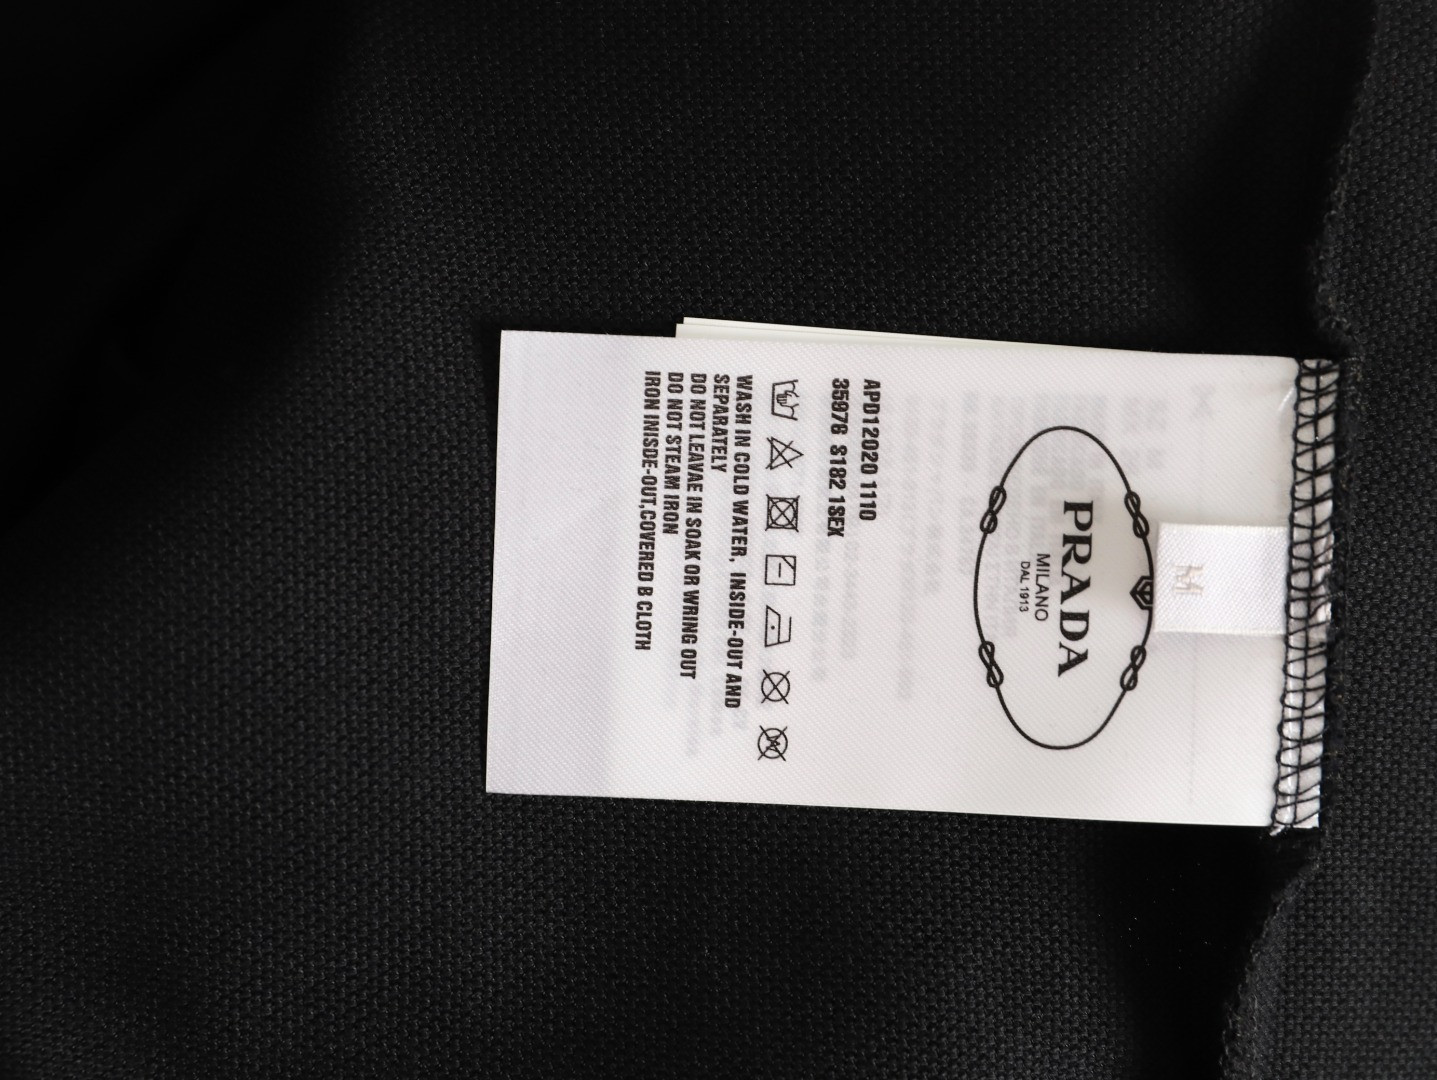 M
PRADA
MILANO
DAL 1913
APD12020 1110
35976 S182 1SEX
WASH IN COLD WATER, INSIDE-OUT AND
SEPARATELY
DO NOT LEAVAE IN SOAK OR WRING OUT
DO NOT STEAM IRON
IRON INISDE-OUT,COVERED B CLOTH